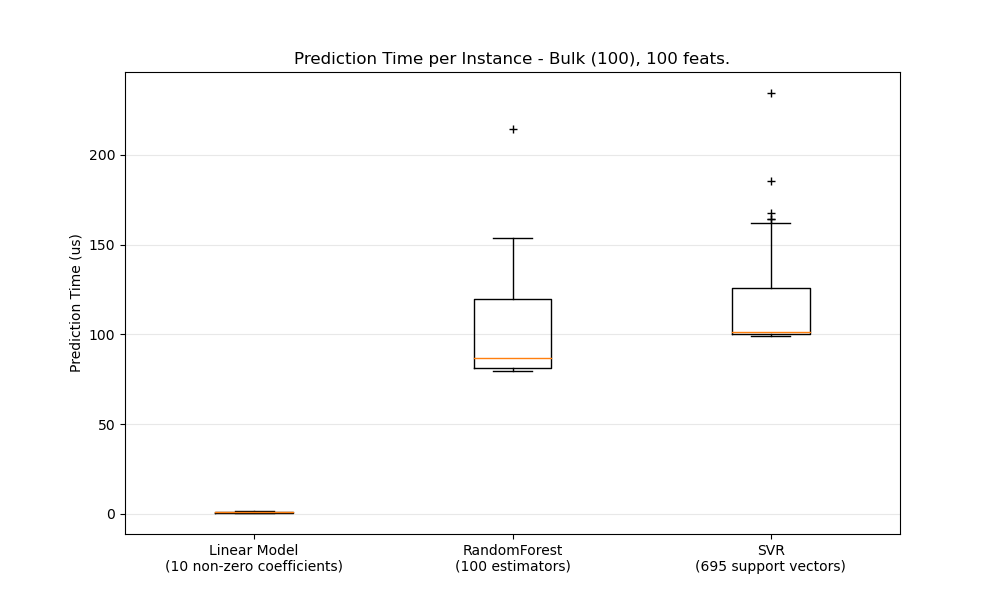 Prediction Time per Instance - Bulk (100), 100 feats.
Prediction Time (us)
200
150
100
50
0
Linear Model
(10 non-zero coefficients)
RandomForest
(100 estimators)
SVR
(695 support vectors)